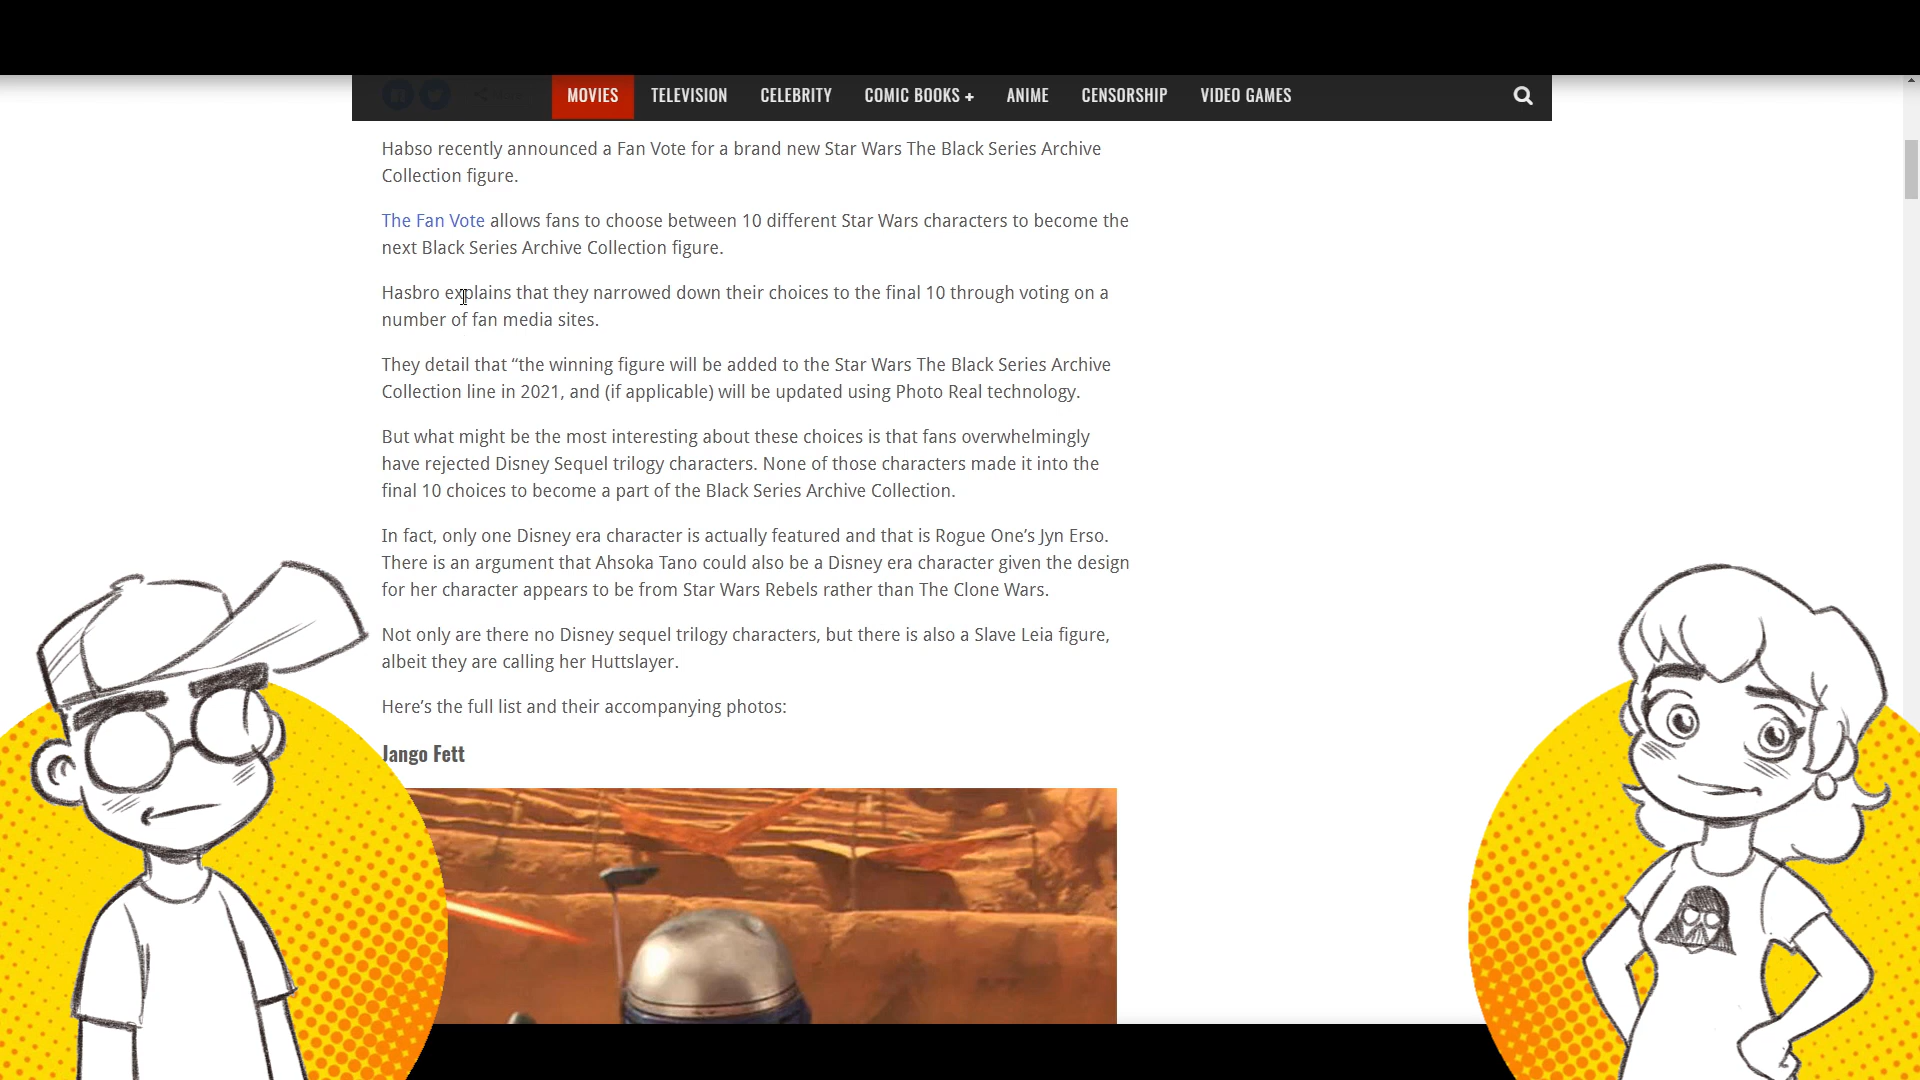 MOVIES TELEVISION CELEBRITY COMIC BOOKS + ANIME CENSORSHIP VIDEO GAMES
Habso recently announced a Fan Vote for a brand new Star Wars The Black Series Archive
Collection figure.
The Fan Vote allows fans to choose between 10 different Star Wars characters to become the
next Black Series Archive Collection figure.
Hasbro explains that they narrowed down their choices to the final 10 through voting on a
number of fan media sites.
They detail that “the winning figure will be added to the Star Wars The Black Series Archive
Collection line in 2021, and (if applicable) will be updated using Photo Real technology.
But what might be the most interesting about these choices is that fans overwhelmingly
have rejected Disney Sequel trilogy characters. None of those characters made it into the
final 10 choices to become a part of the Black Series Archive Collection.
In fact, only one Disney era character is actually featured and that is Rogue One’s Jyn Erso.
There is an argument that Ahsoka Tano could also be a Disney era character given the design
for her character appears to be from Star Wars Rebels rather than The Clone Wars.
Not only are there no Disney sequel trilogy characters, but there is also a Slave Leia figure,
albeit they are calling her Huttslayer.
Here’s the full list and their accompanying photos:
Jango Fett